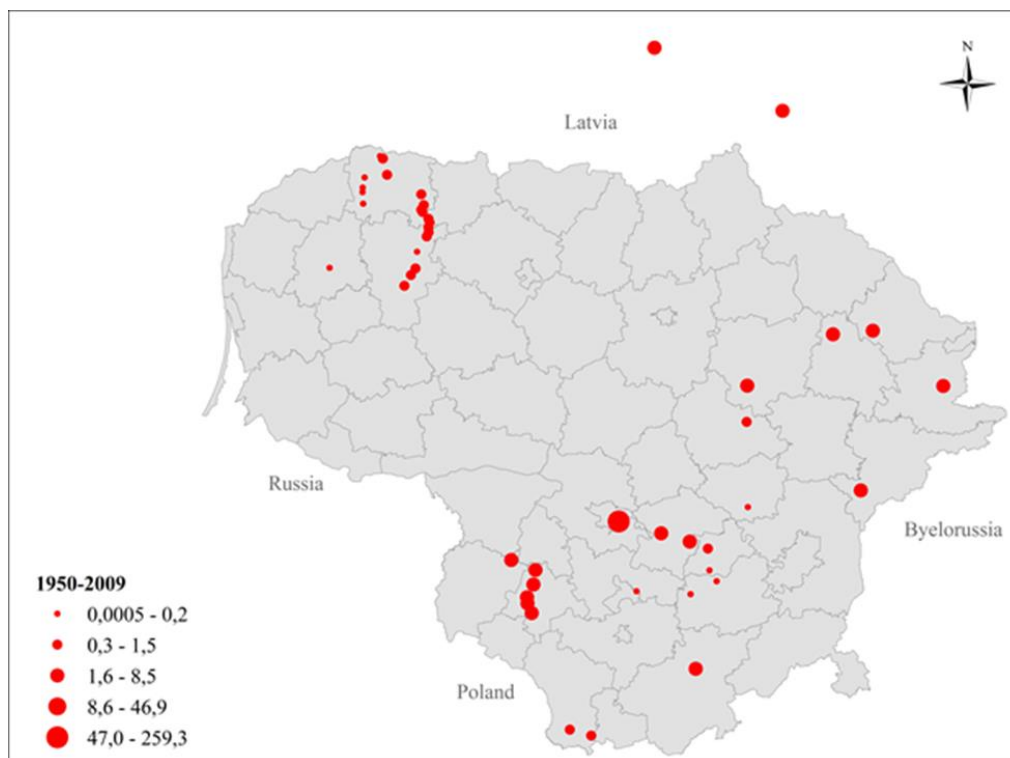 N
Latvia
Russia
Byelorussia
Poland
1950-2009
0,0005 - 0,2
0,3 - 1,5
1,6 - 8,5
8,6 - 46,9
47,0 - 259,3